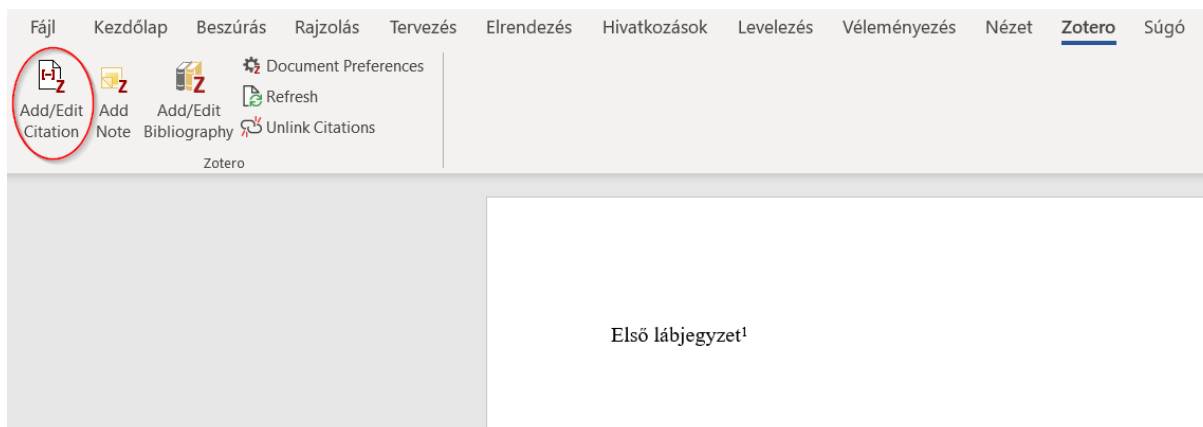 Fájl Kezdőlap Beszúrás Rajzolás Tervezés Elrendezés Hivatkozások Levelezés Véleményezés Nézet Zotero Súgó
Add/Edit Citation
Add Note
Add/Edit Bibliography
Document Preferences
Refresh
Unlink Citations
Zotero
Első lábjegyzet¹